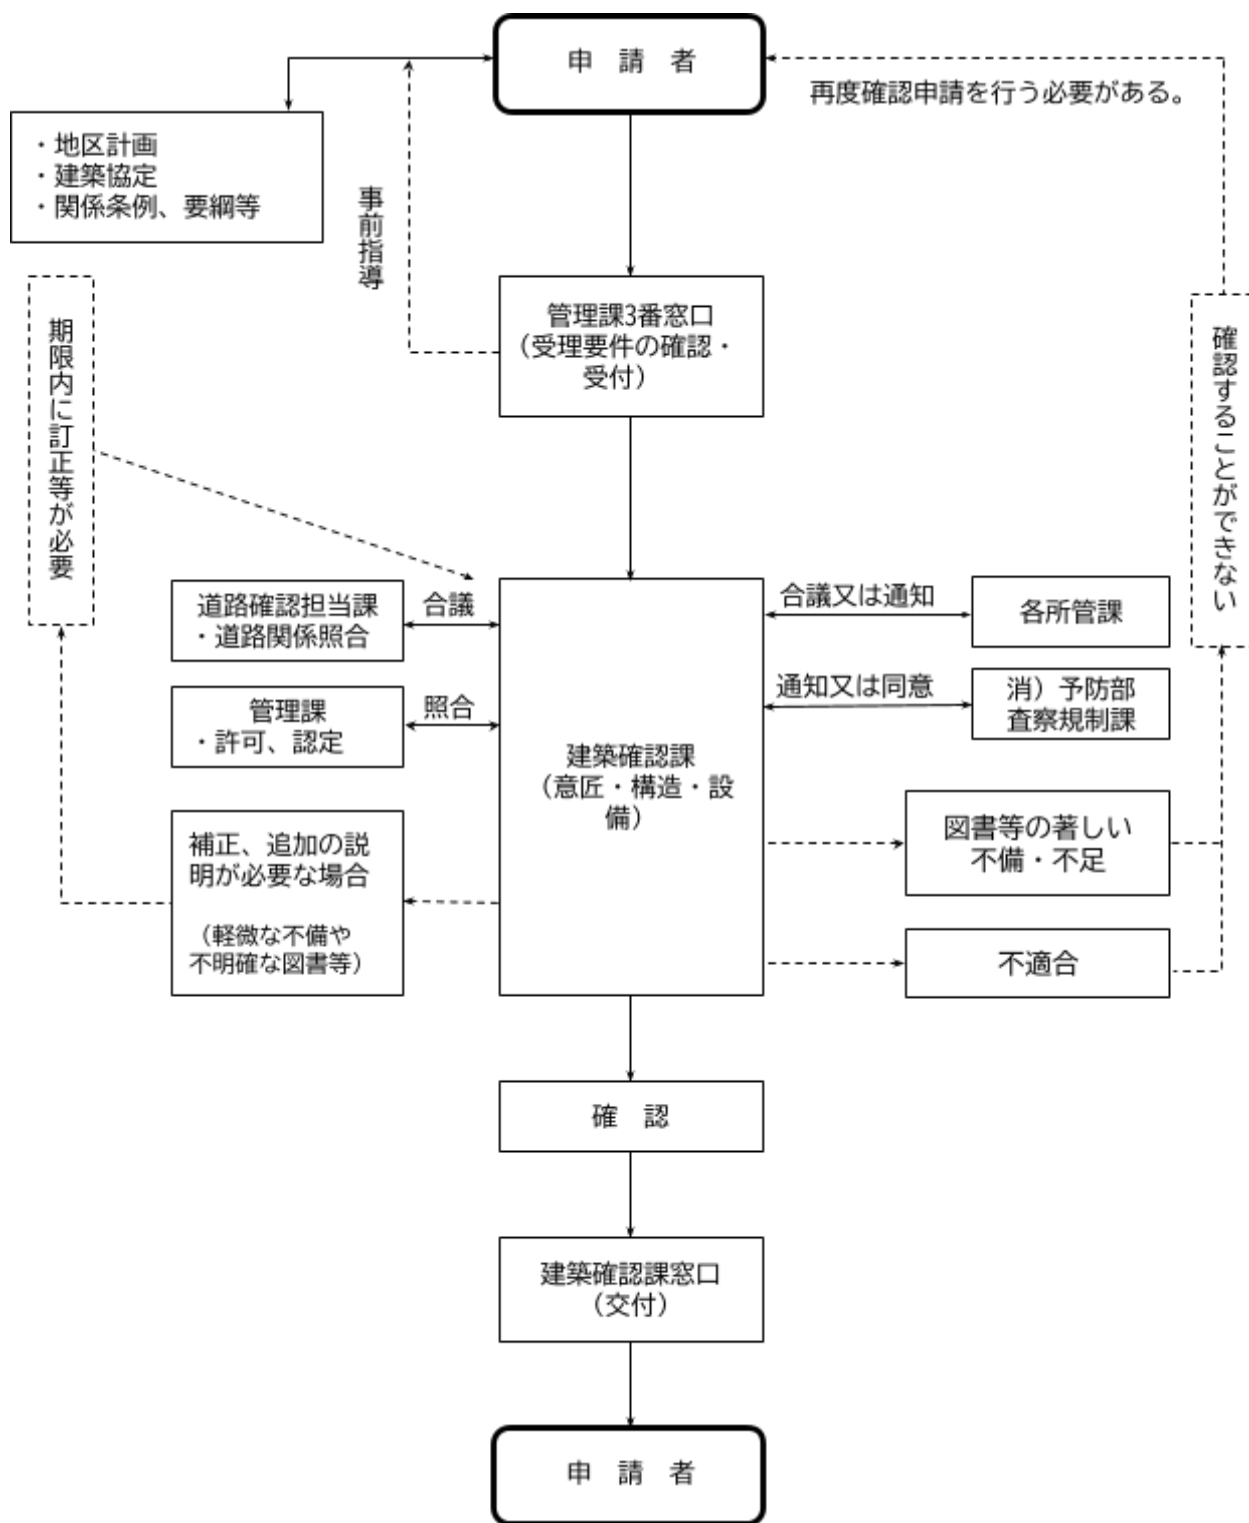 申　請　者
再度確認申請を行う必要がある。
・地区計画
・建築協定
・関係条例、要綱等
事前指導
管理課3番窓口
（受理要件の確認・
受付）
期限内に訂正等が必要
確認することができない
道路確認担当課
・道路関係照合
合議
合議又は通知
各所管課
管理課
・許可、認定
照合
通知又は同意
消）予防部
査察規制課
建築確認課
（意匠・構造・設
備）
補正、追加の説
明が必要な場合
（軽微な不備や
不明確な図書等）
図書等の著しい
不備・不足
不適合
確　認
建築確認課窓口
（交付）
申　請　者